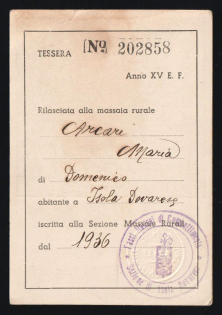 TESSERA (No.) 202858
Anno XV E. F.
Rilasciata alla massaia rurale
Arcari
Maria
di Domenico
abitante a Isola Dovarese
iscritta alla Sezione Massaie Rurali
dal 1936